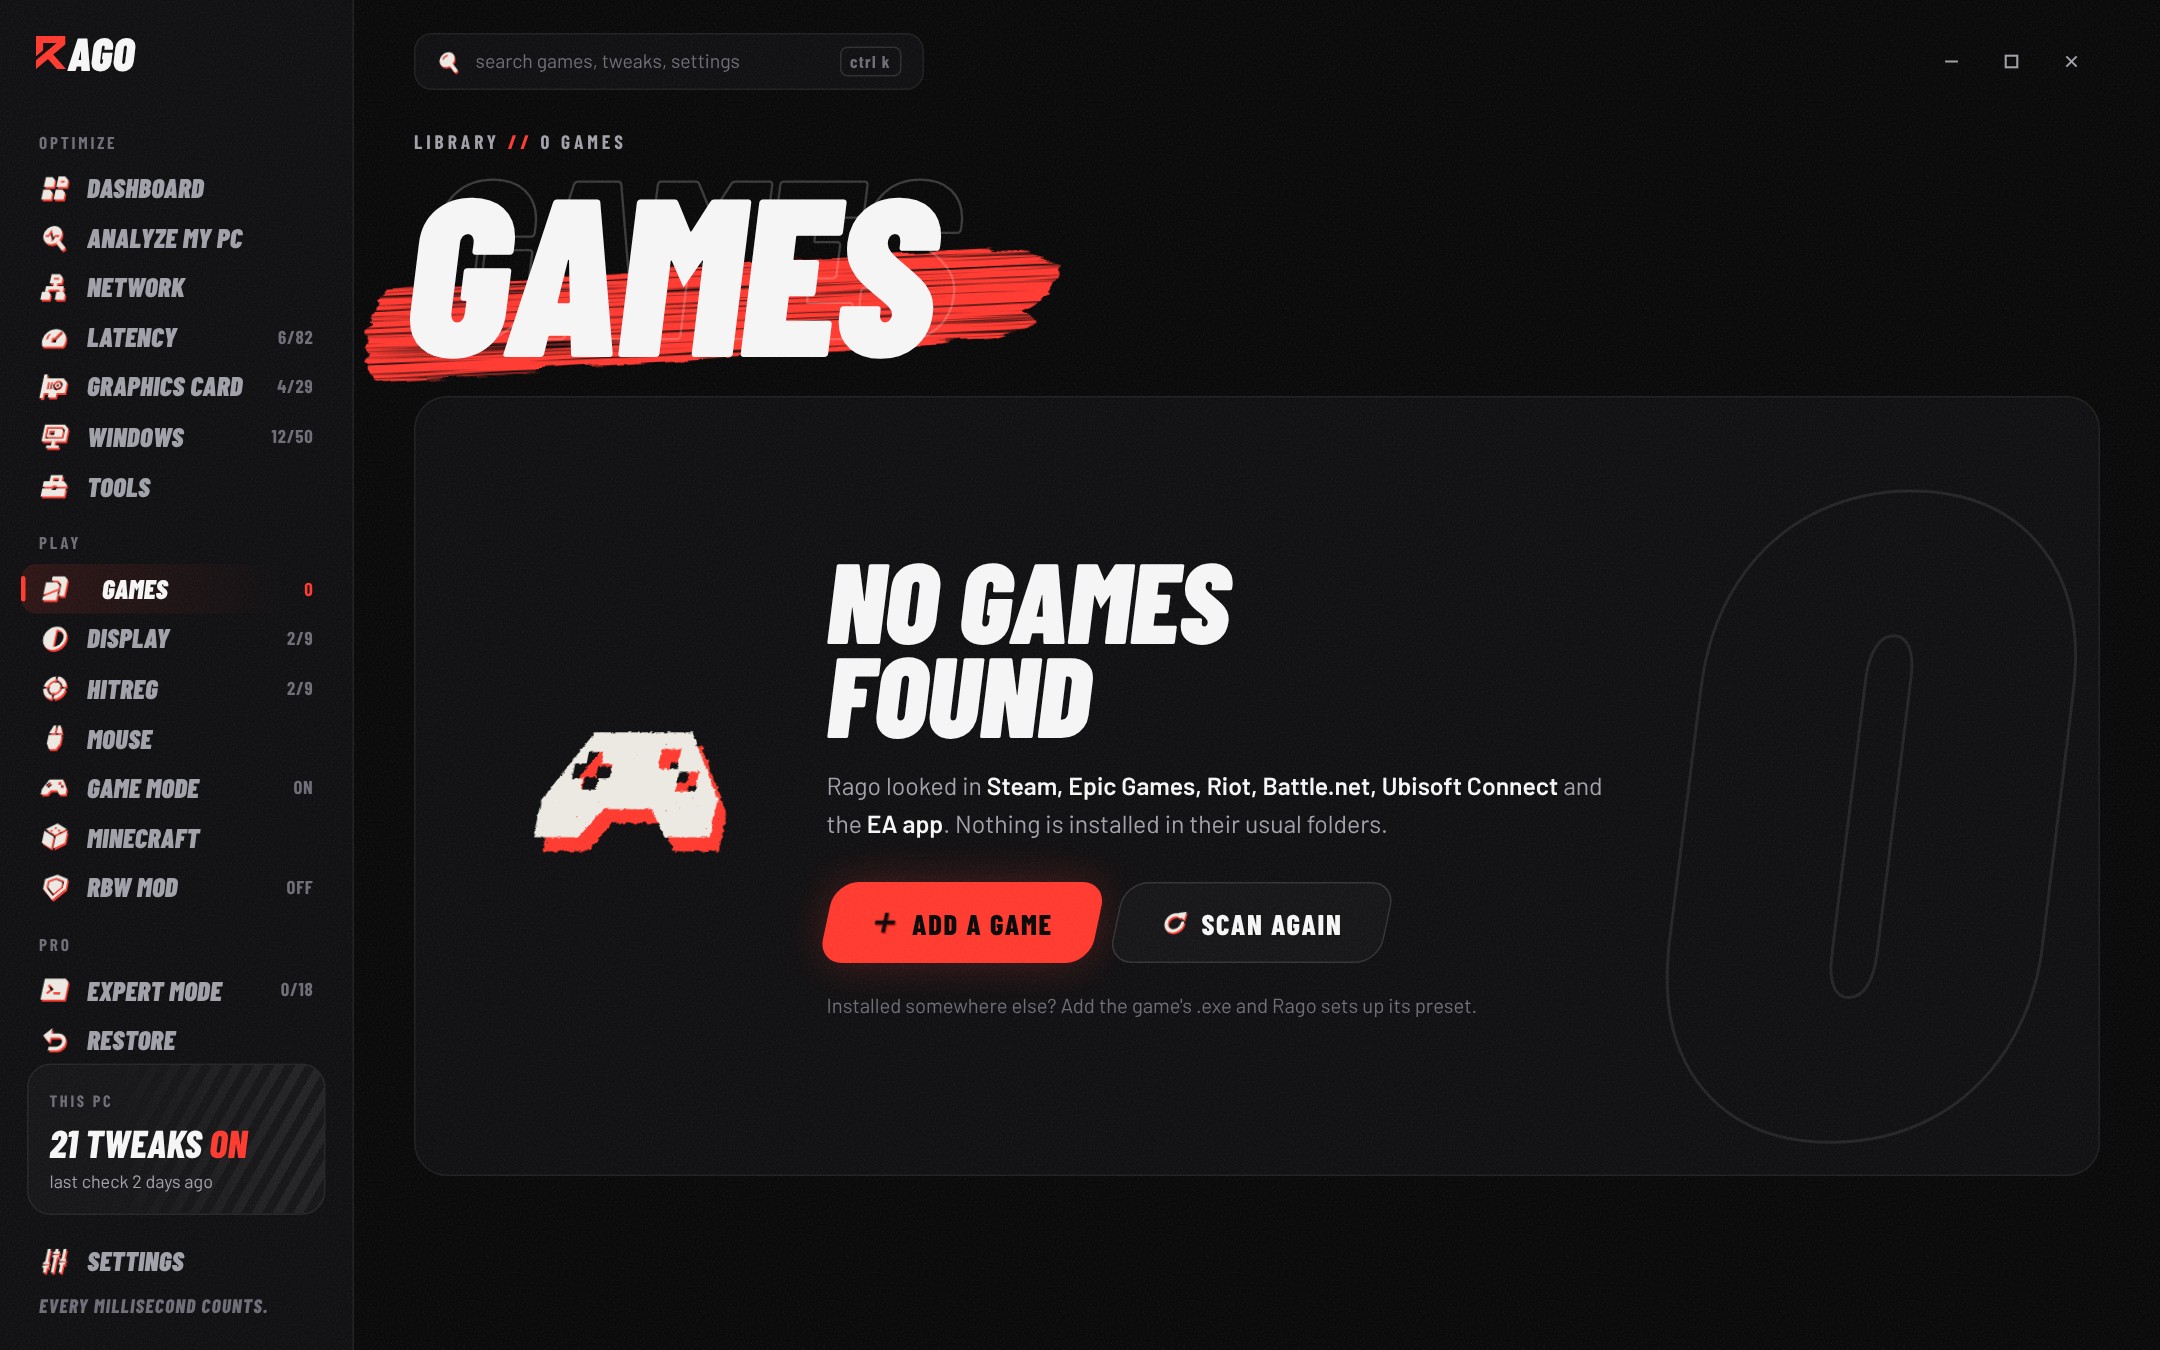 RAGO
OPTIMIZE
DASHBOARD
ANALYZE MY PC
NETWORK
LATENCY 6/82
GRAPHICS CARD 4/29
WINDOWS 12/50
TOOLS
PLAY
GAMES 0
DISPLAY 2/9
HITREG 2/9
MOUSE
GAME MODE ON
MINECRAFT
RBW MOD OFF
PRO
EXPERT MODE 0/18
RESTORE
THIS PC
21 TWEAKS ON
last check 2 days ago
SETTINGS
EVERY MILLISECOND COUNTS.
search games, tweaks, settings ctrl k
LIBRARY // 0 GAMES
GAMES
NO GAMES
FOUND
Rago looked in Steam, Epic Games, Riot, Battle.net, Ubisoft Connect and
the EA app. Nothing is installed in their usual folders.
ADD A GAME
SCAN AGAIN
Installed somewhere else? Add the game's .exe and Rago sets up its preset.
0